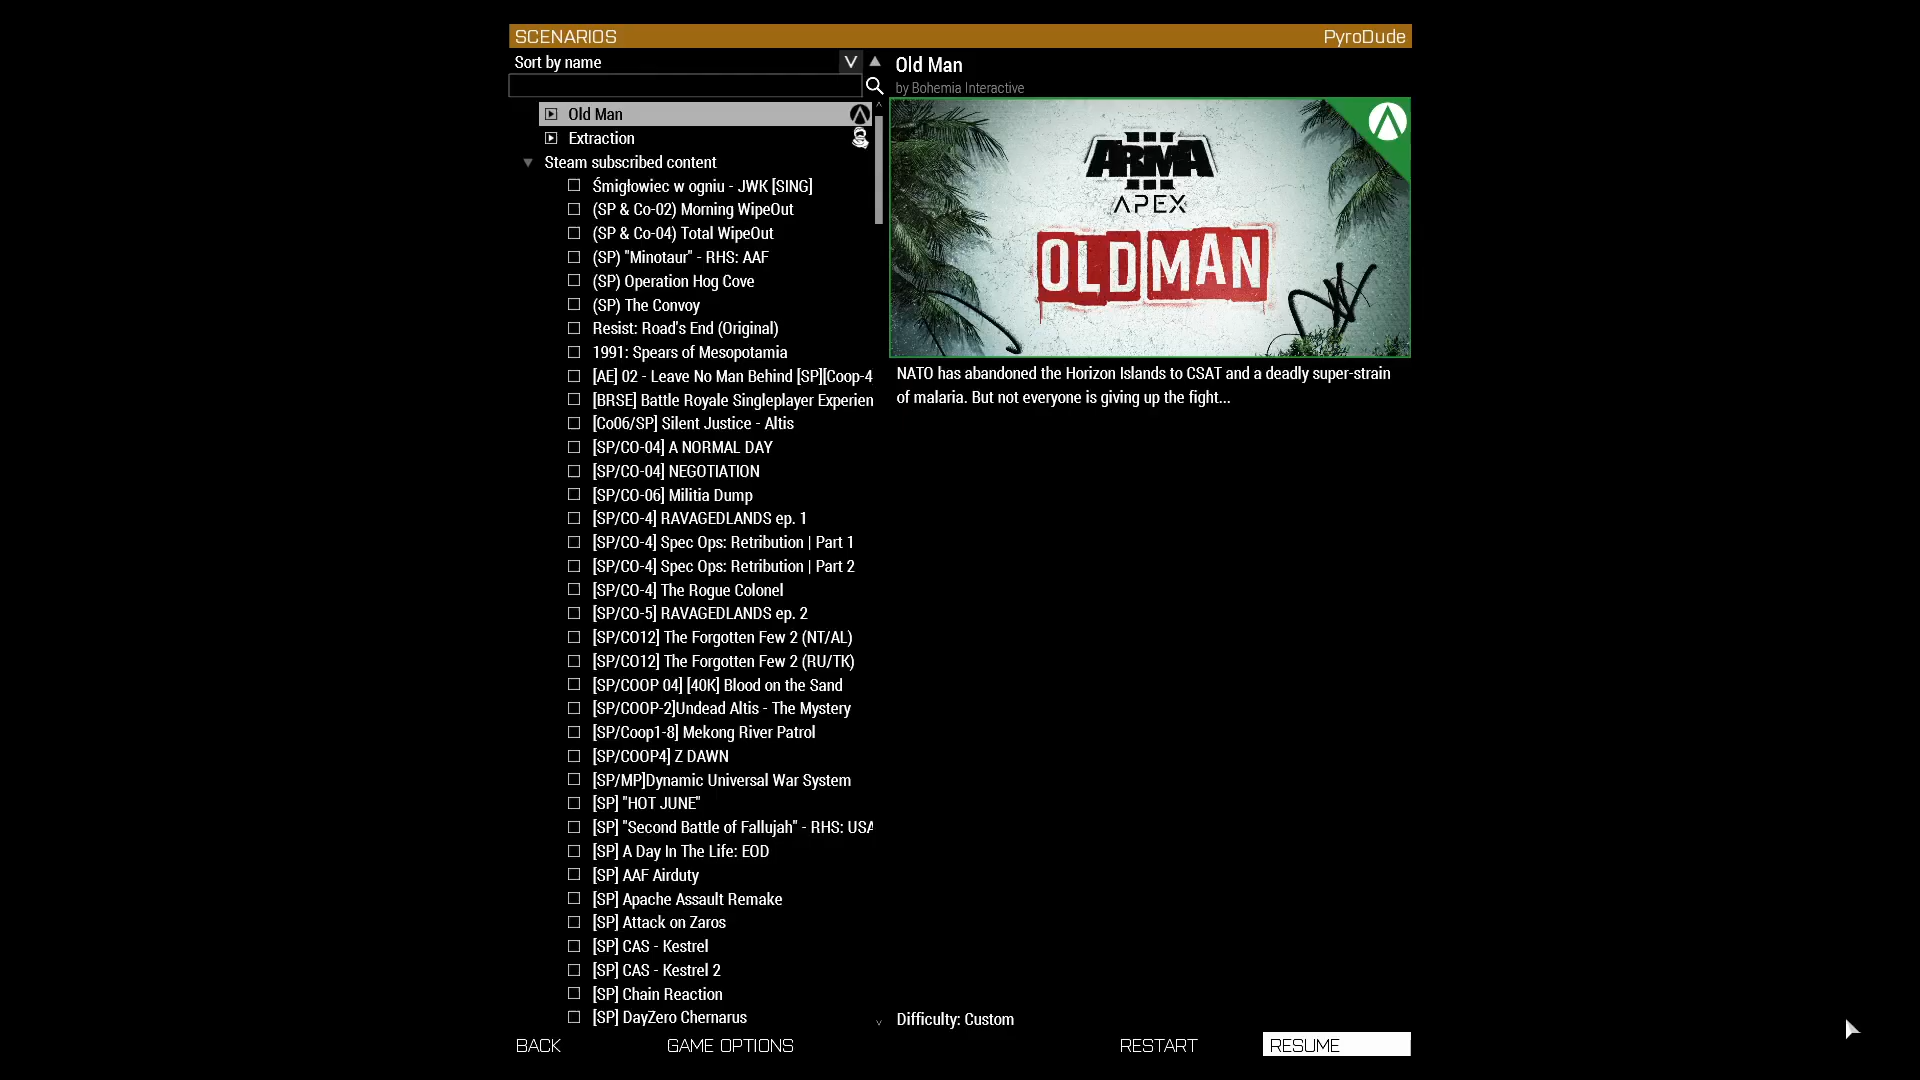 SCENARIOS
PyroDude
Sort by name
Old Man
by Bohemia Interactive
Old Man
Extraction
Steam subscribed content
Śmigłowiec w ogniu - JWK [SING]
(SP & Co-02) Morning WipeOut
(SP & Co-04) Total WipeOut
(SP) "Minotaur" - RHS: AAF
(SP) Operation Hog Cove
(SP) The Convoy
Resist: Road's End (Original)
1991: Spears of Mesopotamia
[AE] 02 - Leave No Man Behind [SP][Coop-4
[BRSE] Battle Royale Singleplayer Experien
[Co06/SP] Silent Justice - Altis
[SP/CO-04] A NORMAL DAY
[SP/CO-04] NEGOTIATION
[SP/CO-06] Militia Dump
[SP/CO-4] RAVAGEDLANDS ep. 1
[SP/CO-4] Spec Ops: Retribution | Part 1
[SP/CO-4] Spec Ops: Retribution | Part 2
[SP/CO-4] The Rogue Colonel
[SP/CO-5] RAVAGEDLANDS ep. 2
[SP/CO12] The Forgotten Few 2 (NT/AL)
[SP/CO12] The Forgotten Few 2 (RU/TK)
[SP/COOP 04] [40K] Blood on the Sand
[SP/COOP-2]Undead Altis - The Mystery
[SP/Coop1-8] Mekong River Patrol
[SP/COOP4] Z DAWN
[SP/MP]Dynamic Universal War System
[SP] "HOT JUNE"
[SP] "Second Battle of Fallujah" - RHS: USA
[SP] A Day In The Life: EOD
[SP] AAF Airduty
[SP] Apache Assault Remake
[SP] Attack on Zaros
[SP] CAS - Kestrel
[SP] CAS - Kestrel 2
[SP] Chain Reaction
[SP] DayZero Chernarus
ARMA
III
APEX
OLD MAN
NATO has abandoned the Horizon Islands to CSAT and a deadly super-strain
of malaria. But not everyone is giving up the fight...
Difficulty: Custom
BACK
GAME OPTIONS
RESTART
RESUME